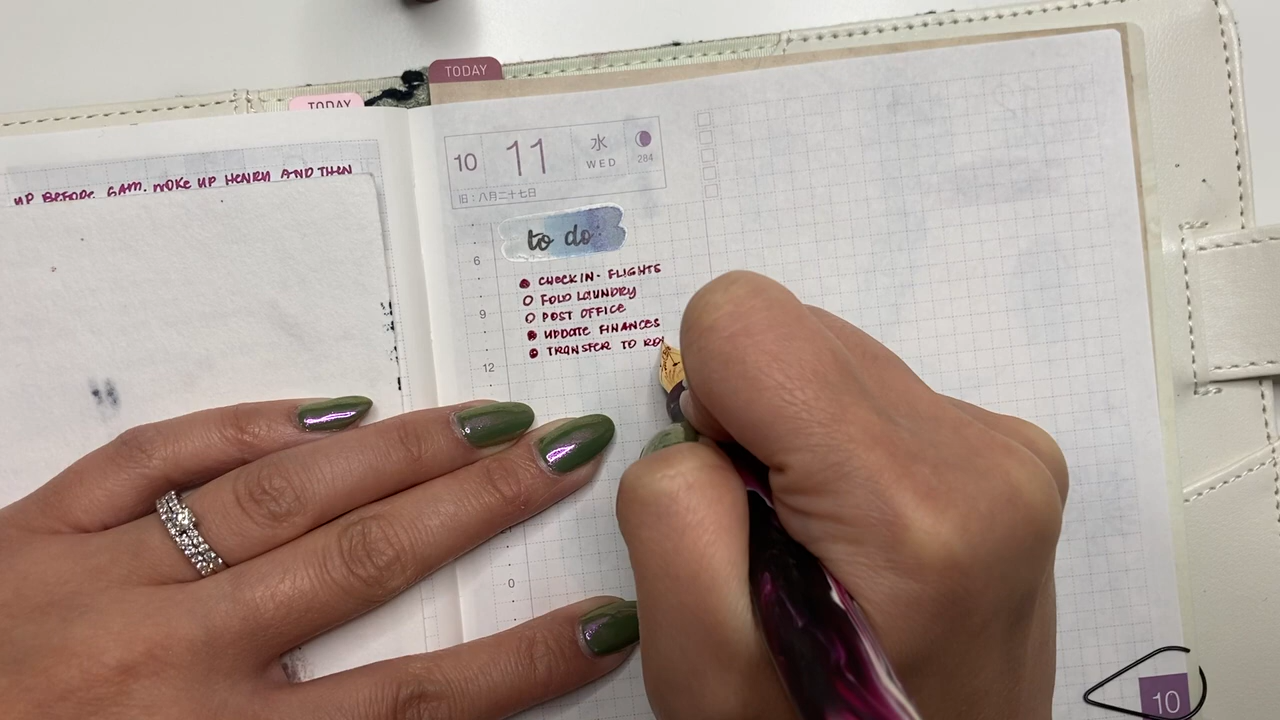 TODAY
TODAY
UP BEFORE 6AM. WOKE UP HENRY AND THEN
10 11 水 WED 284
旧:八月二十七日
to do
6
CHECK IN - FLIGHTS
FOLD LAUNDRY
9
POST OFFICE
UPDATE FINANCES
TRANSFER TO
12
0
10